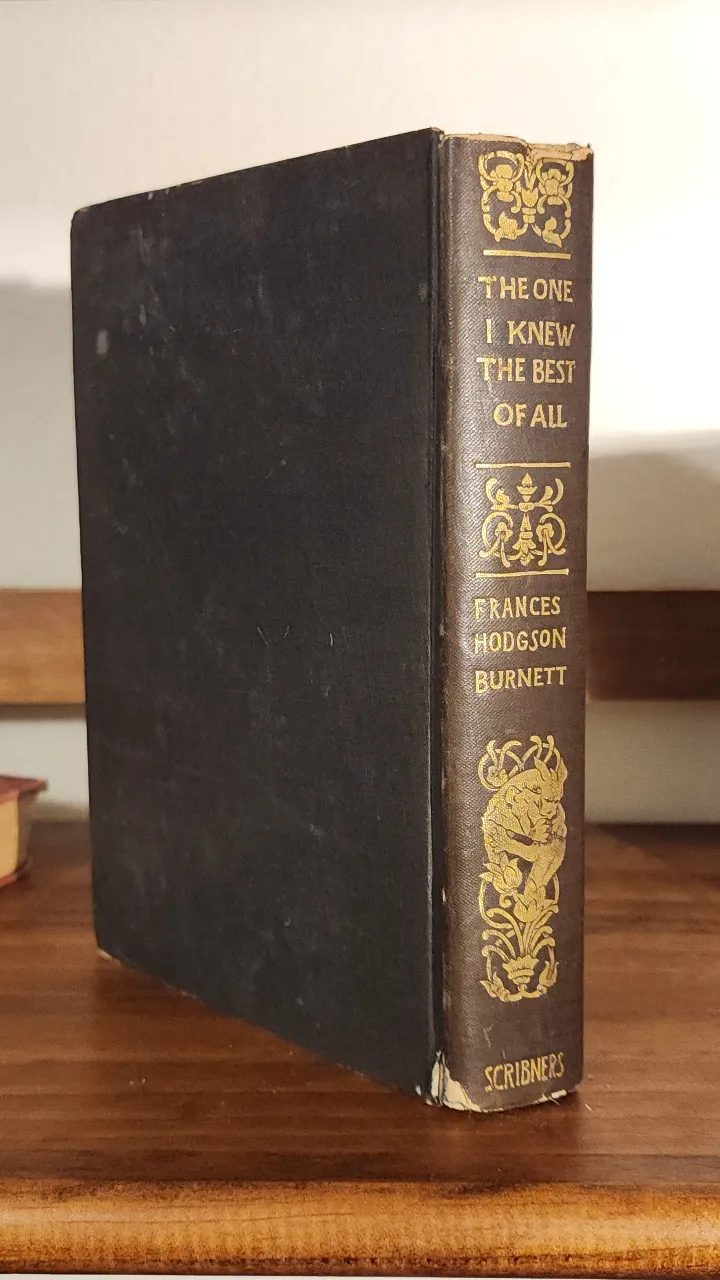 THE ONE
I KNEW
THE BEST
OF ALL
FRANCES
HODGSON
BURNETT
SCRIBNERS